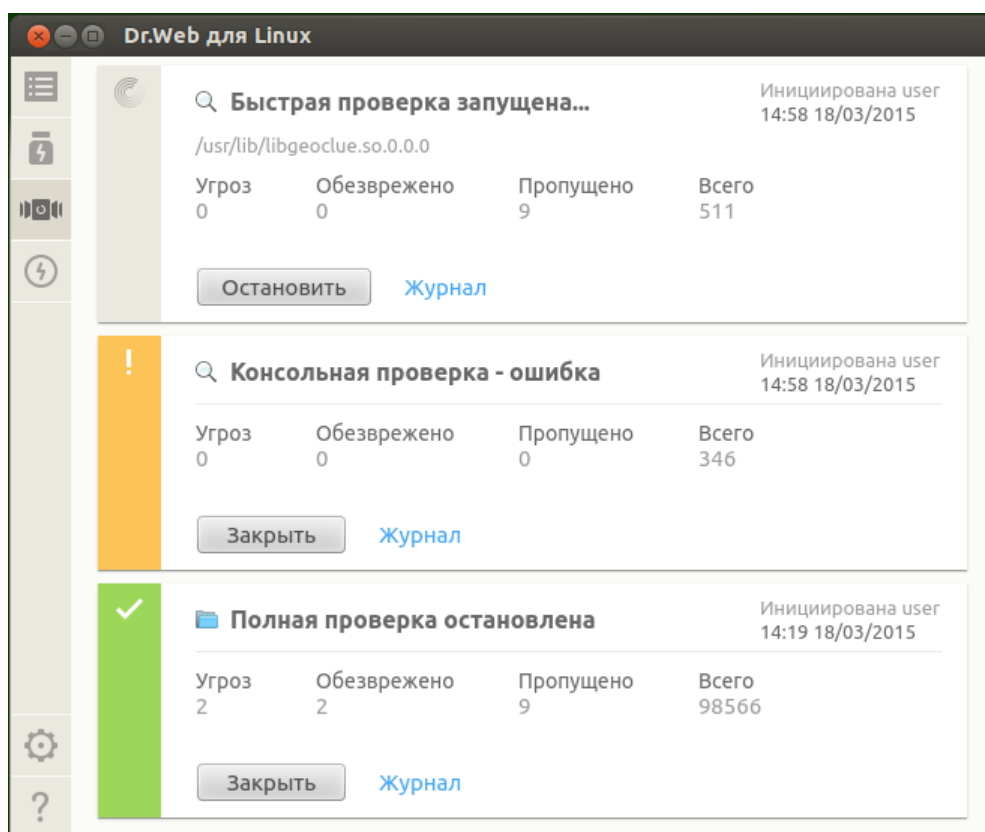 Dr.Web для Linux
Быстрая проверка запущена...
Инициирована user
14:58 18/03/2015
/usr/lib/libgeoclue.so.0.0.0
Угроз Обезврежено Пропущено Всего
0 0 9 511
Остановить Журнал
Консольная проверка - ошибка
Инициирована user
14:58 18/03/2015
Угроз Обезврежено Пропущено Всего
0 0 0 346
Закрыть Журнал
Полная проверка остановлена
Инициирована user
14:19 18/03/2015
Угроз Обезврежено Пропущено Всего
2 2 9 98566
Закрыть Журнал